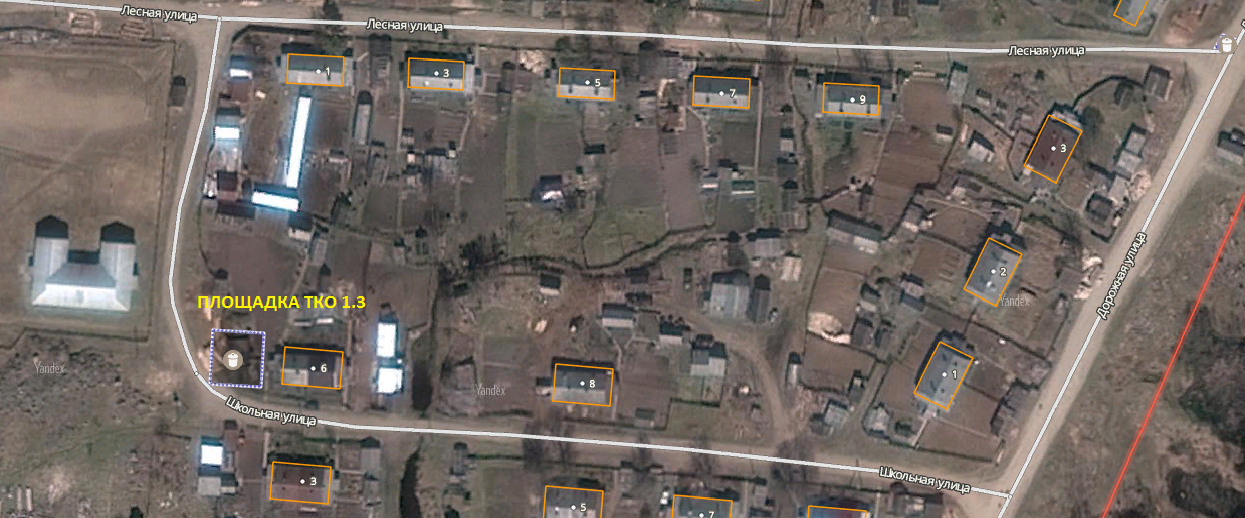 Лесная улица
Лесная улица
Лесная улица
1
3
5
7
9
3
2
Yandex
Дорожная улица
ПЛОЩАДКА ТКО 1.3
Yandex
6
8
Yandex
1
Школьная улица
Школьная улица
3
5
7